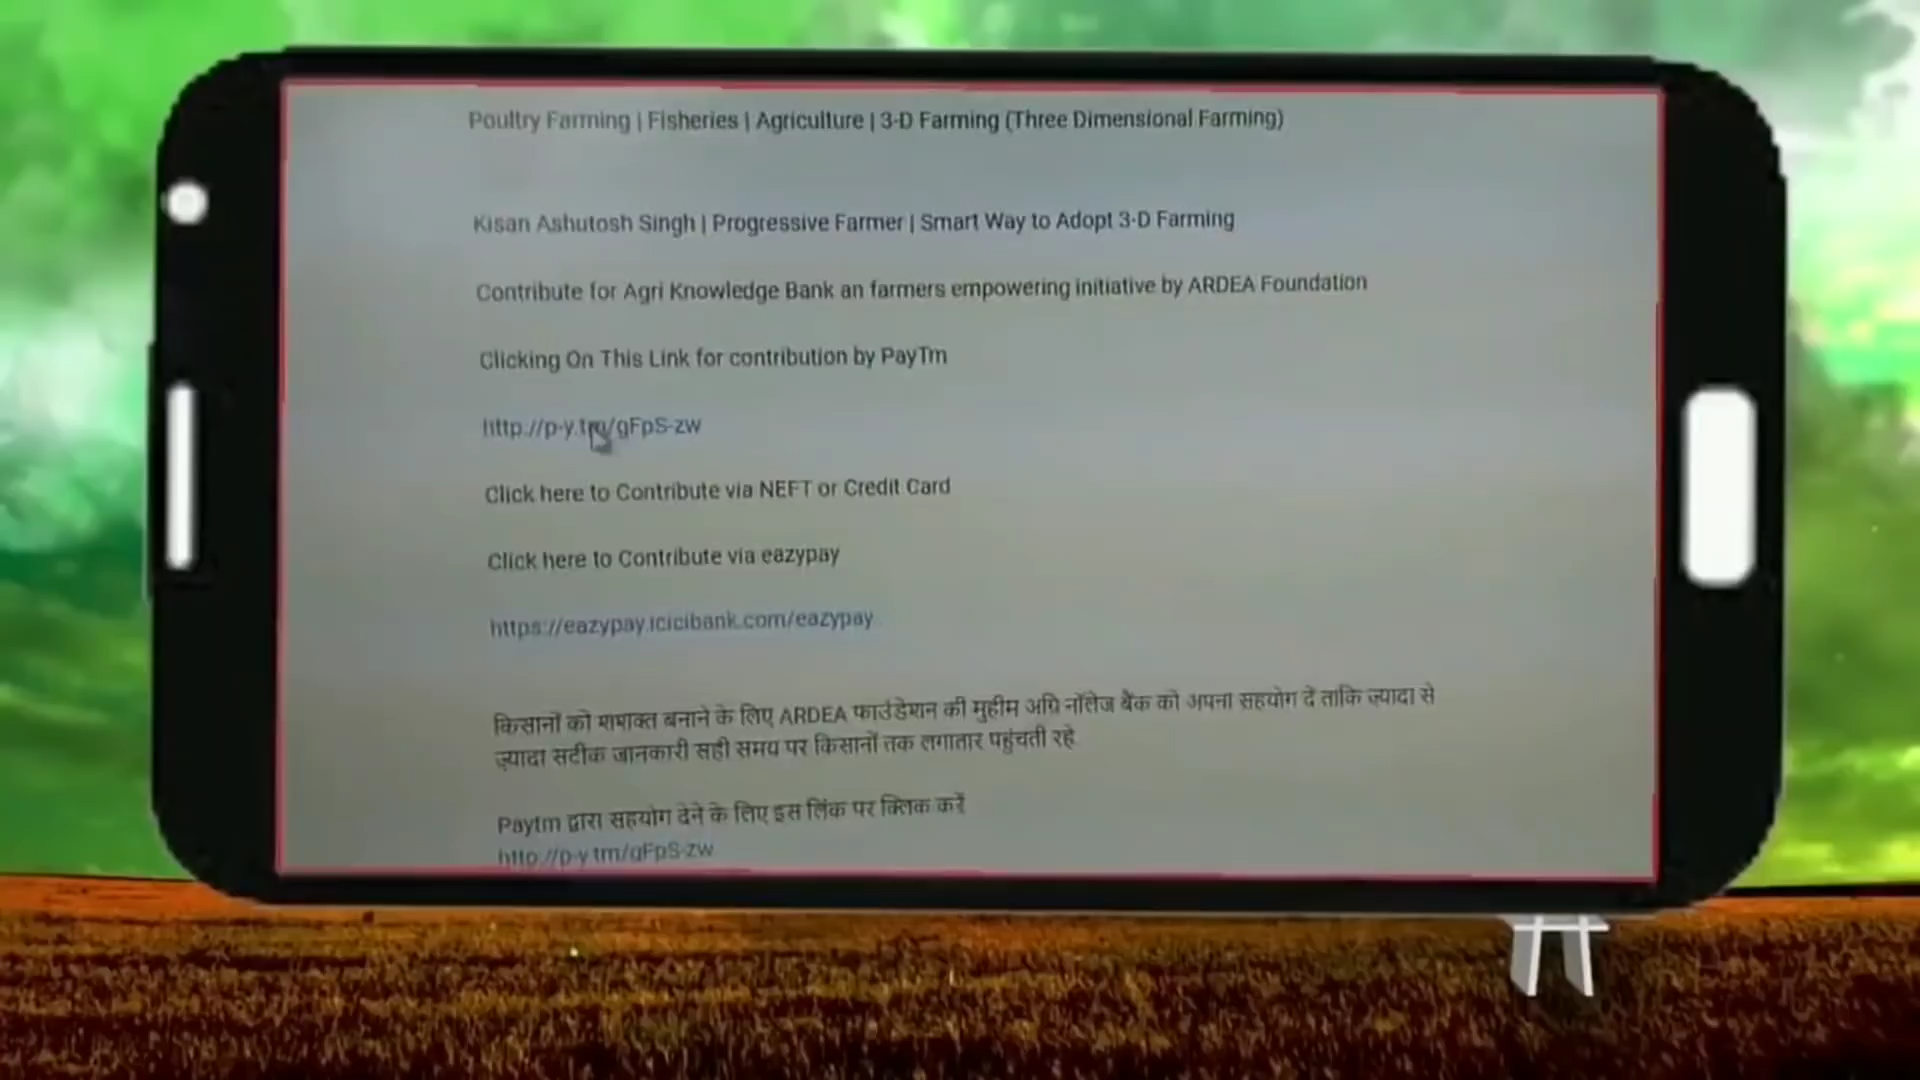 Poultry Farming | Fisheries | Agriculture | 3-D Farming (Three Dimensional Farming)
Kisan Ashutosh Singh | Progressive Farmer | Smart Way to Adopt 3-D Farming
Contribute for Agri Knowledge Bank an farmers empowering initiative by ARDEA Foundation
Clicking On This Link for contribution by PayTm
http://p-y.tm/gFpS-zw
Click here to Contribute via NEFT or Credit Card
Click here to Contribute via eazypay
https://eazypay.icicibank.com/eazypay
किसानों को शषाक्त बनाने के लिए ARDEA फाउंडेशन की मुहीम अग्रि नॉलेज बैंक को अपना सहयोग दें ताकि ज़्यादा से
ज़्यादा सटीक जानकारी सही समय पर किसानों तक लगातार पहुंचती रहे
Paytm द्वारा सहयोग देने के लिए इस लिंक पर क्लिक करें
http://p-y.tm/gFpS-zw